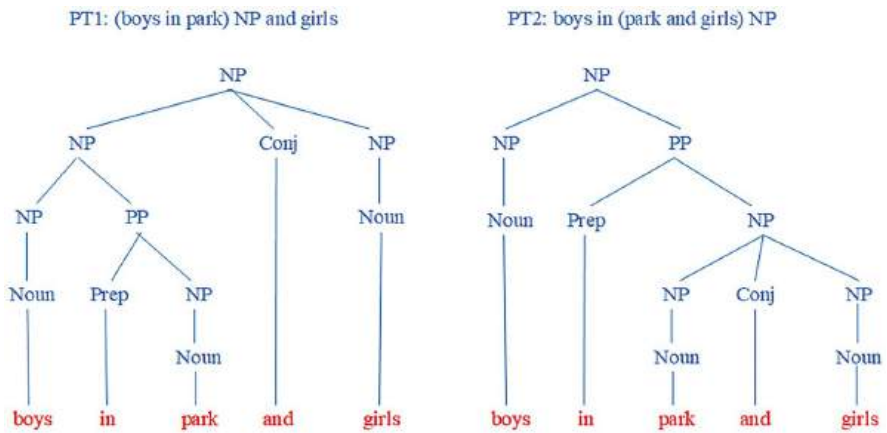 PT1: (boys in park) NP and girls
PT2: boys in (park and girls) NP
NP
NP
NP Conj NP
NP PP
NP PP
Noun
Noun Prep NP
Noun Prep NP
NP Conj NP
Noun
Noun Noun
boys in park and girls
boys in park and girls